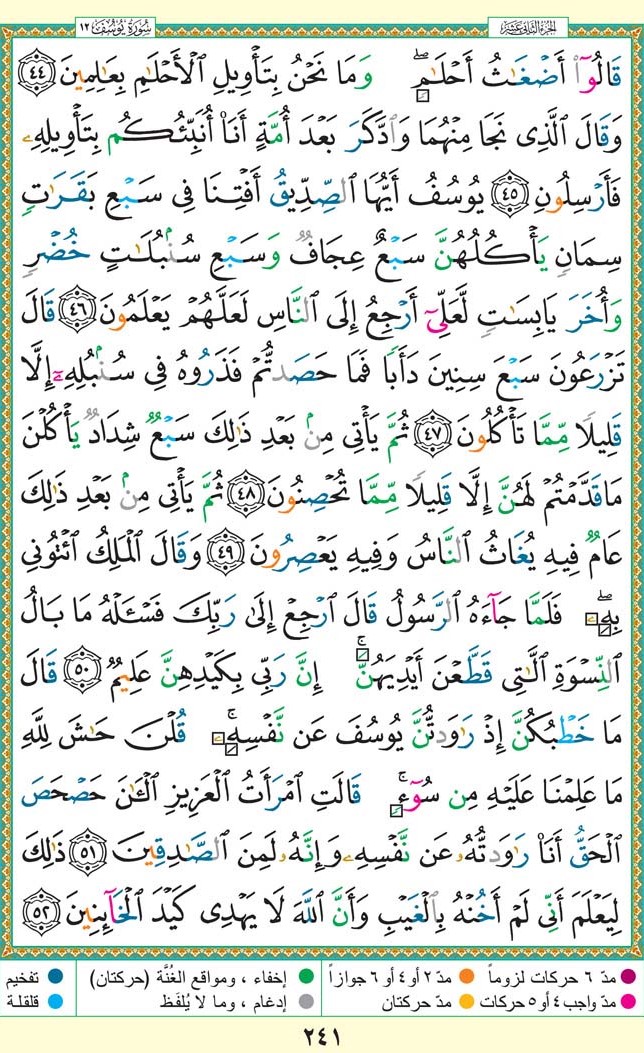 سُورَةُ يُوسُفَ ١٢
الجزء الثاني عشر
قَالُوٓا۟ أَضْغَـٰثُ أَحْلَـٰمٍۢ ۖ وَمَا نَحْنُ بِتَأْوِيلِ ٱلْأَحْلَـٰمِ بِعَـٰلِمِينَ ٤٤
وَقَالَ ٱلَّذِى نَجَا مِنْهُمَا وَٱدَّكَرَ بَعْدَ أُمَّةٍ أَنَا۠ أُنَبِّئُكُم بِتَأْوِيلِهِۦ
فَأَرْسِلُونِ ٤٥ يُوسُفُ أَيُّهَا ٱلصِّدِّيقُ أَفْتِنَا فِى سَبْعِ بَقَرَٰتٍۢ
سِمَانٍۢ يَأْكُلُهُنَّ سَبْعٌ عِجَافٌۭ وَسَبْعِ سُنۢبُلَـٰتٍ خُضْرٍۢ
وَأُخَرَ يَابِسَـٰتٍۢ لَّعَلِّىٓ أَرْجِعُ إِلَى ٱلنَّاسِ لَعَلَّهُمْ يَعْلَمُونَ ٤٦ قَالَ
تَزْرَعُونَ سَبْعَ سِنِينَ دَأَبًۭا فَمَا حَصَدتُّمْ فَذَرُوهُ فِى سُنۢبُلِهِۦٓ إِلَّا
قَلِيلًۭا مِّمَّا تَأْكُلُونَ ٤٧ ثُمَّ يَأْتِى مِنۢ بَعْدِ ذَٰلِكَ سَبْعٌۭ شِدَادٌۭ يَأْكُلْنَ
مَا قَدَّمْتُمْ لَهُنَّ إِلَّا قَلِيلًۭا مِّمَّا تُحْصِنُونَ ٤٨ ثُمَّ يَأْتِى مِنۢ بَعْدِ ذَٰلِكَ
عَامٌۭ فِيهِ يُغَاثُ ٱلنَّاسُ وَفِيهِ يَعْصِرُونَ ٤٩ وَقَالَ ٱلْمَلِكُ ٱئْتُونِى
بِهِۦ ۖ فَلَمَّا جَآءَهُ ٱلرَّسُولُ قَالَ ٱرْجِعْ إِلَىٰ رَبِّكَ فَسْـَٔلْهُ مَا بَالُ
ٱلنِّسْوَةِ ٱلَّـٰتِى قَطَّعْنَ أَيْدِيَهُنَّ ۚ إِنَّ رَبِّى بِكَيْدِهِنَّ عَلِيمٌۭ ٥٠ قَالَ
مَا خَطْبُكُنَّ إِذْ رَٰوَدتُّنَّ يُوسُفَ عَن نَّفْسِهِۦ ۚ قُلْنَ حَـٰشَ لِلَّهِ
مَا عَلِمْنَا عَلَيْهِ مِن سُوٓءٍۢ ۚ قَالَتِ ٱمْرَأَتُ ٱلْعَزِيزِ ٱلْـَٔـٰنَ حَصْحَصَ
ٱلْحَقُّ أَنَا۠ رَٰوَدتُّهُۥ عَن نَّفْسِهِۦ وَإِنَّهُۥ لَمِنَ ٱلصَّـٰدِقِينَ ٥١ ذَٰلِكَ
لِيَعْلَمَ أَنِّى لَمْ أَخُنْهُ بِٱلْغَيْبِ وَأَنَّ ٱللَّهَ لَا يَهْدِى كَيْدَ ٱلْخَآئِنِينَ ٥٢
مدّ ٦ حركات لزوماً مدّ ٢ أو ٤ أو ٦ جوازاً إخفاء ، ومواقع الغُنَّة (حركتان) تفخيم
مدّ واجب ٤ أو ٥ حركات مدّ حركتان إدغام ، وما لا يُلفَظ قلقلة
٢٤١